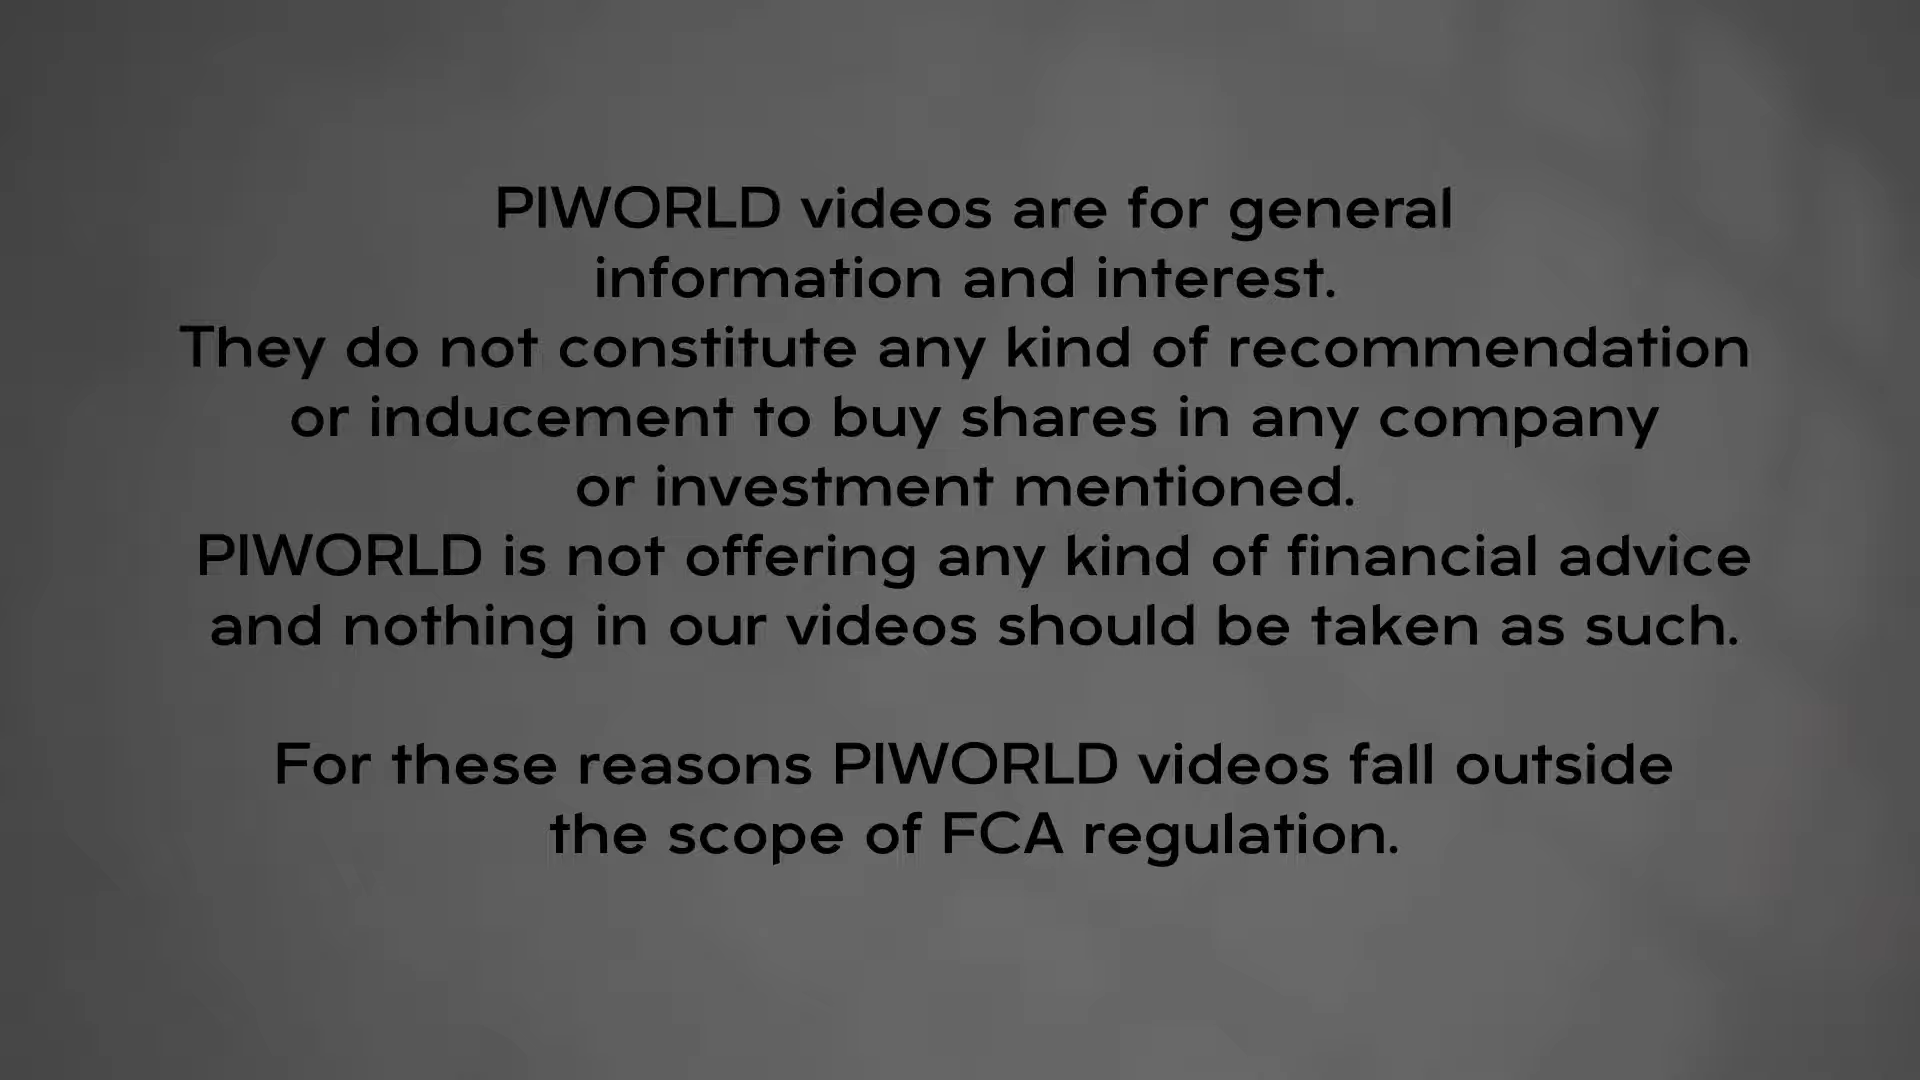 PIWORLD videos are for general
information and interest.
They do not constitute any kind of recommendation
or inducement to buy shares in any company
or investment mentioned.
PIWORLD is not offering any kind of financial advice
and nothing in our videos should be taken as such.
For these reasons PIWORLD videos fall outside
the scope of FCA regulation.